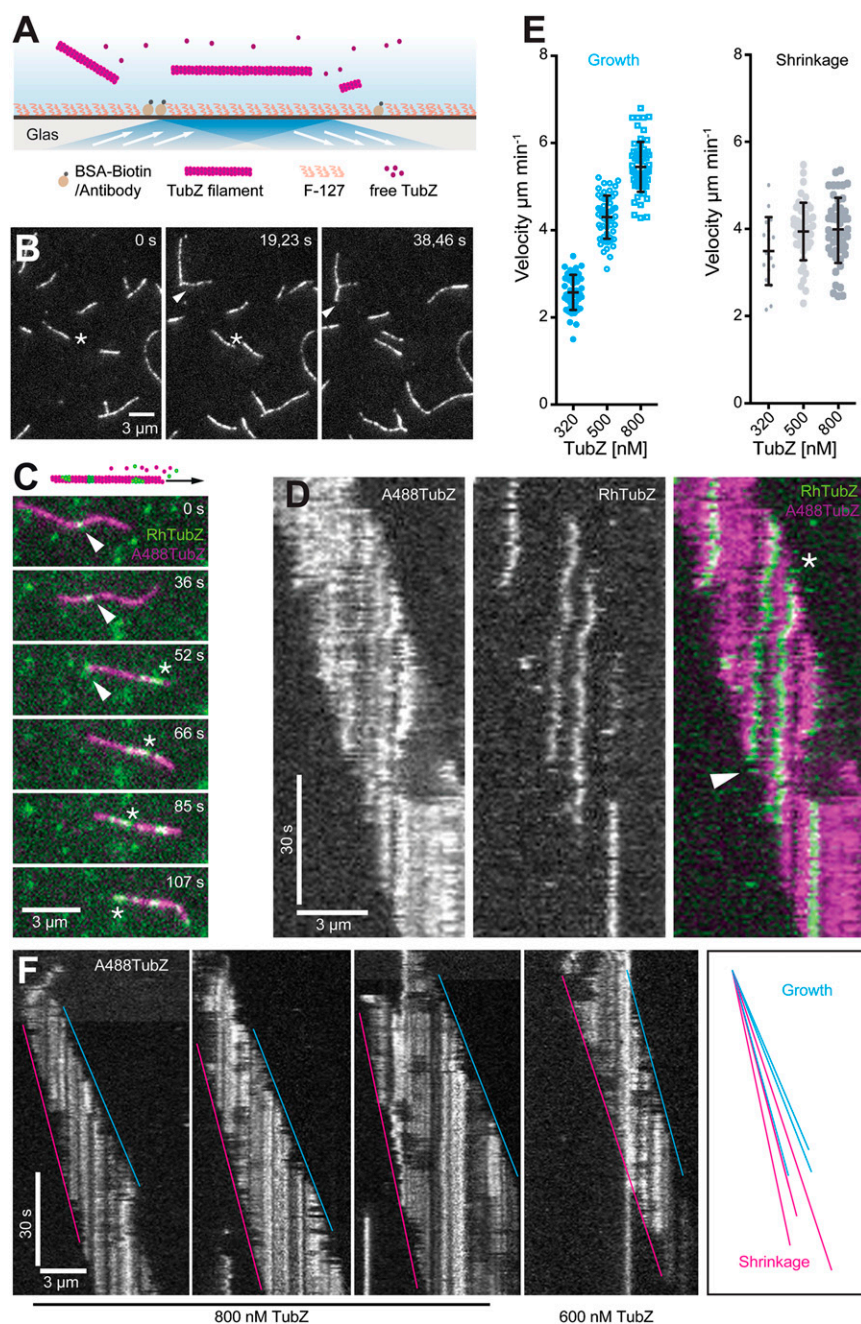 A
Glas
BSA-Biotin
/Antibody
TubZ filament
F-127
free TubZ
B
0 s
19,23 s
38,46 s
*
*
3 µm
E
Growth
Shrinkage
Velocity µm min⁻¹
8
6
4
2
0
320
500
800
TubZ [nM]
Velocity µm min⁻¹
8
6
4
2
0
320
500
800
TubZ [nM]
C
0 s
RhTubZ
A488TubZ
36 s
52 s
*
66 s
*
85 s
*
107 s
*
3 µm
D
A488TubZ
RhTubZ
RhTubZ
A488TubZ
*
30 s
3 µm
F
A488TubZ
30 s
3 µm
Growth
Shrinkage
800 nM TubZ
600 nM TubZ